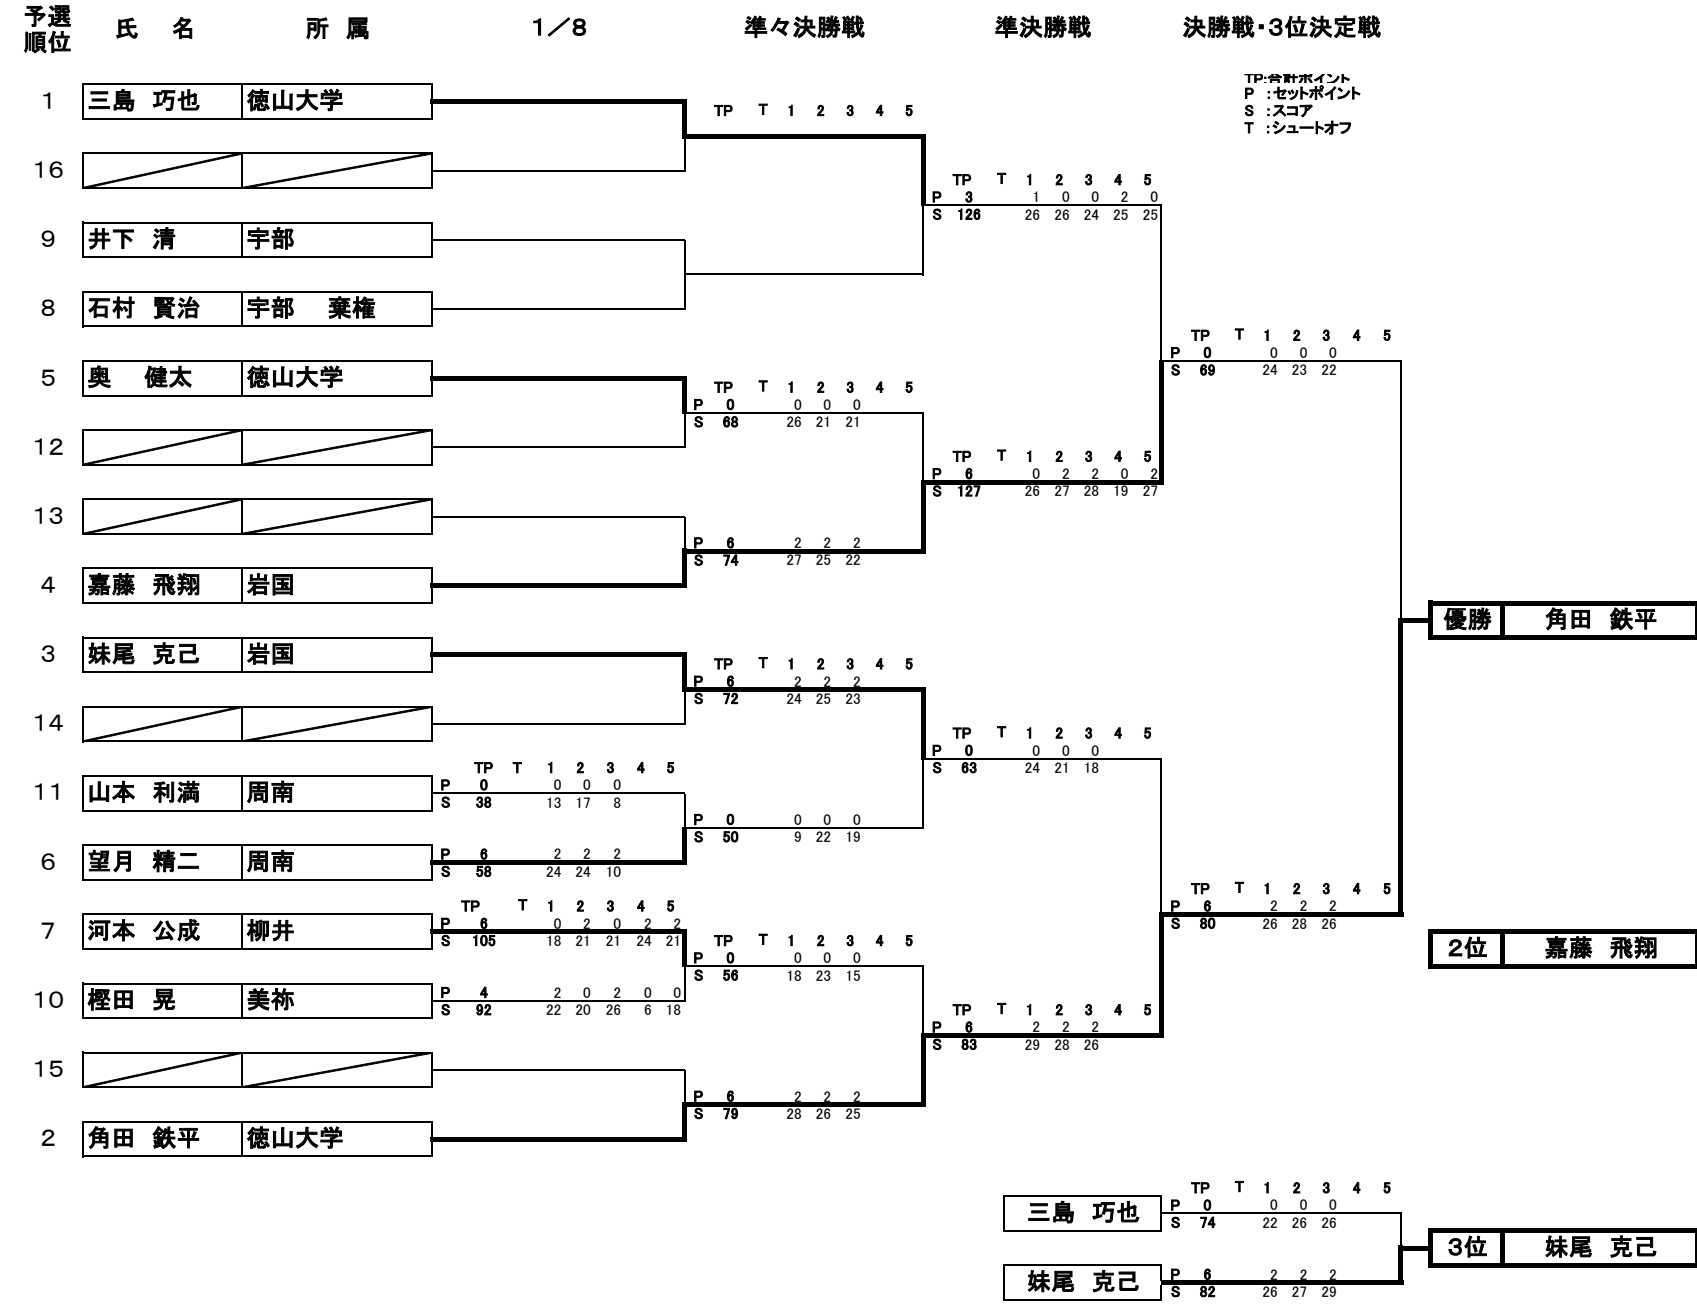 予選
順位 氏 名 所 属 1／8 準々決勝戦 準決勝戦 決勝戦・3位決定戦
TP:合計ポイント
P :セットポイント
S :スコア
T :シュートオフ
1 三島 巧也 徳山大学
TP T 1 2 3 4 5
16
TP T 1 2 3 4 5
P 3 1 0 0 2 0
S 126 26 26 24 25 25
9 井下 清 宇部
8 石村 賢治 宇部 棄権
TP T 1 2 3 4 5
P 0 0 0 0
S 69 24 23 22
5 奥 健太 徳山大学
TP T 1 2 3 4 5
P 0 0 0 0
S 68 26 21 21
12
TP T 1 2 3 4 5
P 6 0 2 2 0 2
S 127 26 27 28 19 27
13
P 6 2 2 2
S 74 27 25 22
4 嘉藤 飛翔 岩国
優勝 角田 鉄平
3 妹尾 克己 岩国
TP T 1 2 3 4 5
P 6 2 2 2
S 72 24 25 23
14
TP T 1 2 3 4 5
P 0 0 0 0
S 63 24 21 18
TP T 1 2 3 4 5
11 山本 利満 周南
P 0 0 0 0
S 38 13 17 8
P 0 0 0 0
S 50 9 22 19
6 望月 精二 周南
P 6 2 2 2
S 58 24 24 10
TP T 1 2 3 4 5
P 6 2 2 2
S 80 26 28 26
TP T 1 2 3 4 5
7 河本 公成 柳井
P 6 0 2 0 2 2
S 105 18 21 21 24 21
TP T 1 2 3 4 5
P 0 0 0 0
S 56 18 23 15
2位 嘉藤 飛翔
10 樫田 晃 美祢
P 4 2 0 2 0 0
S 92 22 20 26 6 18
TP T 1 2 3 4 5
P 6 2 2 2
S 83 29 28 26
15
P 6 2 2 2
S 79 28 26 25
2 角田 鉄平 徳山大学
TP T 1 2 3 4 5
三島 巧也
P 0 0 0 0
S 74 22 26 26
3位 妹尾 克己
妹尾 克己
P 6 2 2 2
S 82 26 27 29